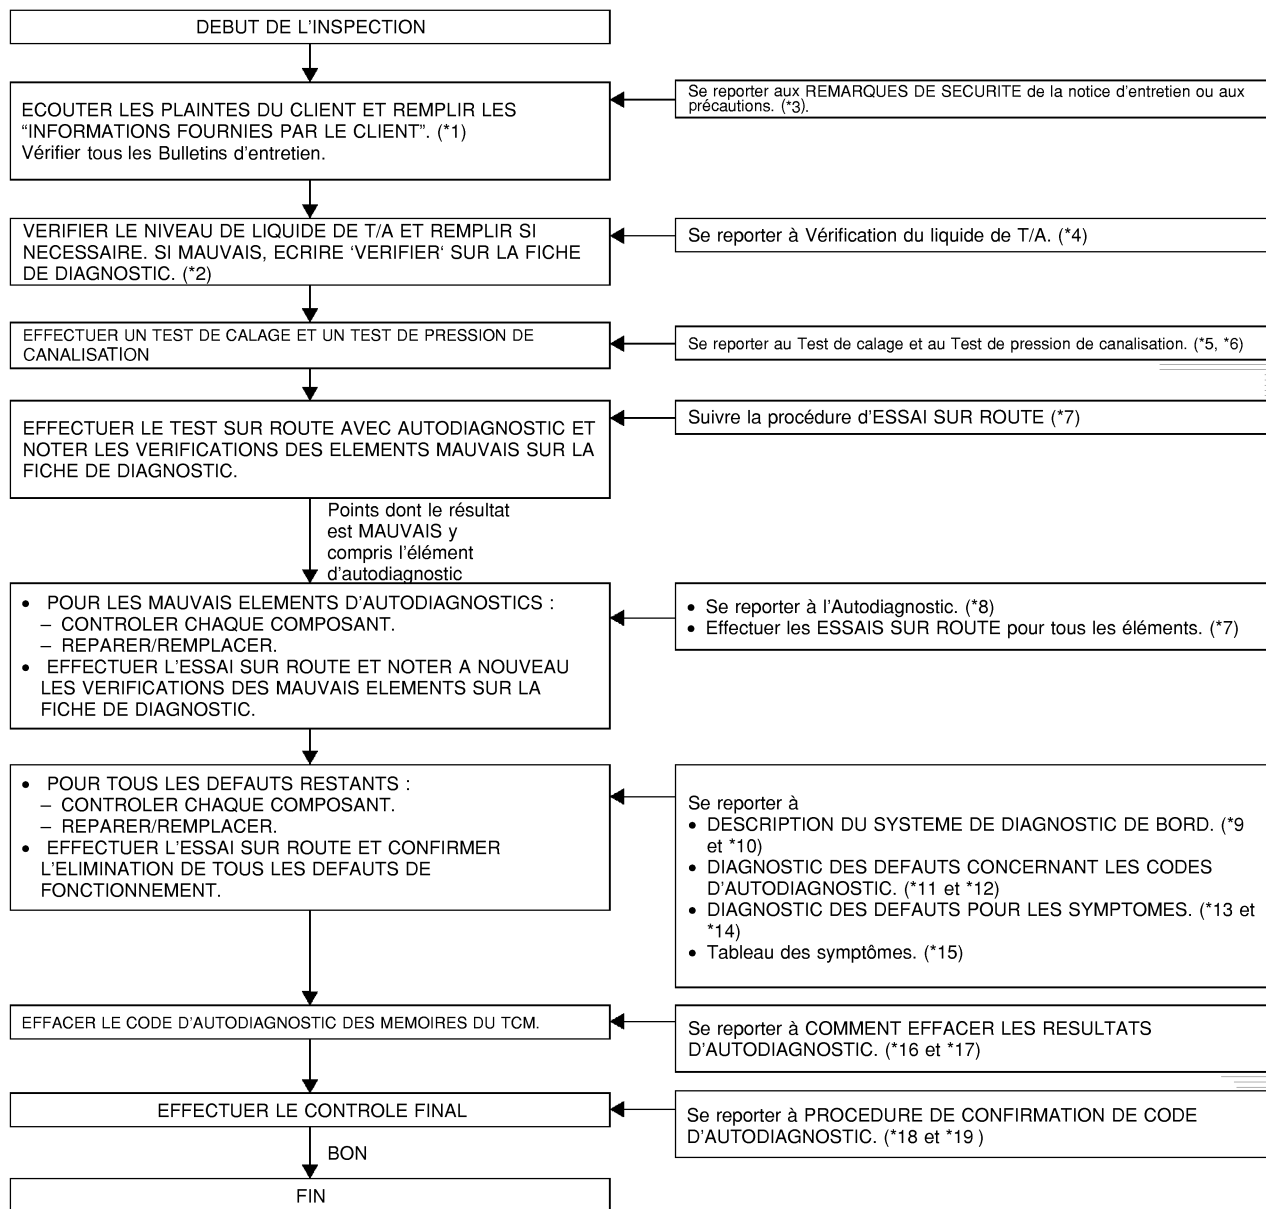 DEBUT DE L'INSPECTION
ECOUTER LES PLAINTES DU CLIENT ET REMPLIR LES
“INFORMATIONS FOURNIES PAR LE CLIENT”. (*1)
Vérifier tous les Bulletins d'entretien.
Se reporter aux REMARQUES DE SECURITE de la notice d'entretien ou aux
précautions. (*3).
VERIFIER LE NIVEAU DE LIQUIDE DE T/A ET REMPLIR SI
NECESSAIRE. SI MAUVAIS, ECRIRE ‘VERIFIER‘ SUR LA FICHE
DE DIAGNOSTIC. (*2)
Se reporter à Vérification du liquide de T/A. (*4)
EFFECTUER UN TEST DE CALAGE ET UN TEST DE PRESSION DE
CANALISATION
Se reporter au Test de calage et au Test de pression de canalisation. (*5, *6)
EFFECTUER LE TEST SUR ROUTE AVEC AUTODIAGNOSTIC ET
NOTER LES VERIFICATIONS DES ELEMENTS MAUVAIS SUR LA
FICHE DE DIAGNOSTIC.
Suivre la procédure d'ESSAI SUR ROUTE (*7)
Points dont le résultat
est MAUVAIS y
compris l'élément
d'autodiagnostic
• POUR LES MAUVAIS ELEMENTS D'AUTODIAGNOSTICS :
– CONTROLER CHAQUE COMPOSANT.
– REPARER/REMPLACER.
• EFFECTUER L'ESSAI SUR ROUTE ET NOTER A NOUVEAU
LES VERIFICATIONS DES MAUVAIS ELEMENTS SUR LA
FICHE DE DIAGNOSTIC.
• Se reporter à l'Autodiagnostic. (*8)
• Effectuer les ESSAIS SUR ROUTE pour tous les éléments. (*7)
• POUR TOUS LES DEFAUTS RESTANTS :
– CONTROLER CHAQUE COMPOSANT.
– REPARER/REMPLACER.
• EFFECTUER L'ESSAI SUR ROUTE ET CONFIRMER
L'ELIMINATION DE TOUS LES DEFAUTS DE
FONCTIONNEMENT.
Se reporter à
• DESCRIPTION DU SYSTEME DE DIAGNOSTIC DE BORD. (*9
et *10)
• DIAGNOSTIC DES DEFAUTS CONCERNANT LES CODES
D'AUTODIAGNOSTIC. (*11 et *12)
• DIAGNOSTIC DES DEFAUTS POUR LES SYMPTOMES. (*13 et
*14)
• Tableau des symptômes. (*15)
EFFACER LE CODE D'AUTODIAGNOSTIC DES MEMOIRES DU TCM.
Se reporter à COMMENT EFFACER LES RESULTATS
D'AUTODIAGNOSTIC. (*16 et *17)
EFFECTUER LE CONTROLE FINAL
Se reporter à PROCEDURE DE CONFIRMATION DE CODE
D'AUTODIAGNOSTIC. (*18 et *19 )
BON
FIN